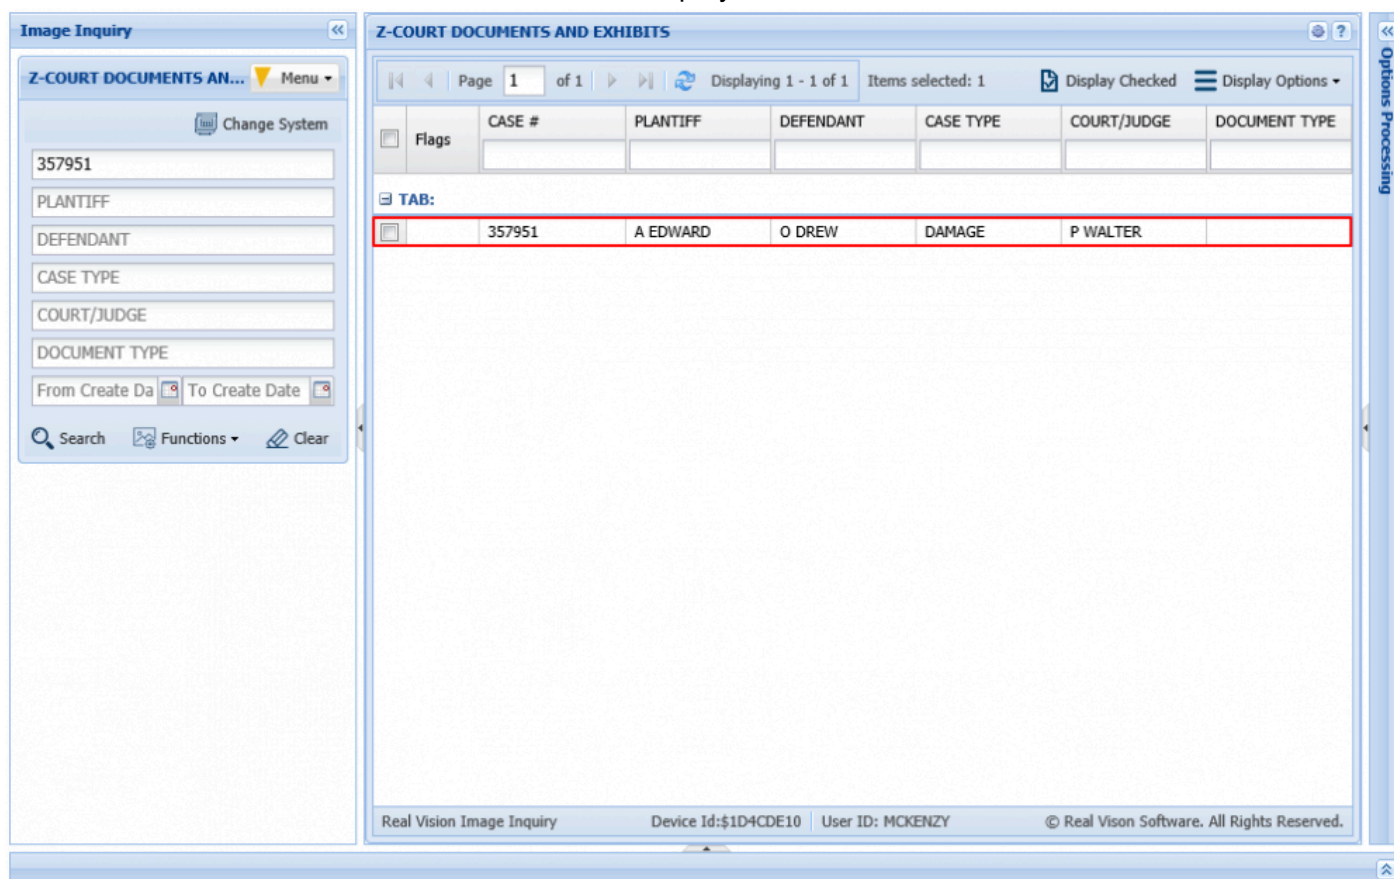 Image Inquiry
Z-COURT DOCUMENTS AN... Menu
Change System
357951
PLANTIFF
DEFENDANT
CASE TYPE
COURT/JUDGE
DOCUMENT TYPE
From Create Da To Create Date
Search Functions Clear
Z-COURT DOCUMENTS AND EXHIBITS
Page 1 of 1 Displaying 1 - 1 of 1 Items selected: 1 Display Checked Display Options
Flags CASE # PLANTIFF DEFENDANT CASE TYPE COURT/JUDGE DOCUMENT TYPE
TAB:
357951 A EDWARD O DREW DAMAGE P WALTER
Real Vision Image Inquiry Device Id:$1D4CDE10 User ID: MCKENZY © Real Vison Software. All Rights Reserved.
Options Processing